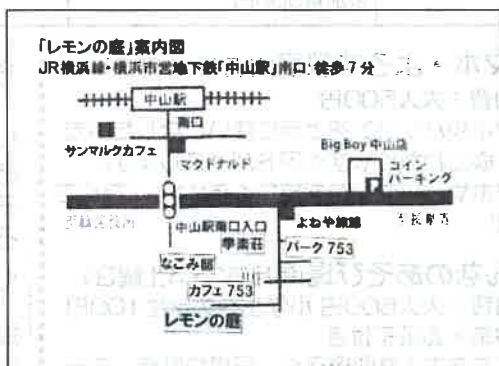 「レモンの庭」案内図
JR横浜線・横浜市営地下鉄「中山駅」南口 徒歩7分
中山駅
南口
サンマルクカフェ
マクドナルド
Big Boy 中山店
コイン
パーキング
中山駅南口入口
よねや旅館
楽素荘
パーク753
なごみ邸
カフェ753
レモンの庭